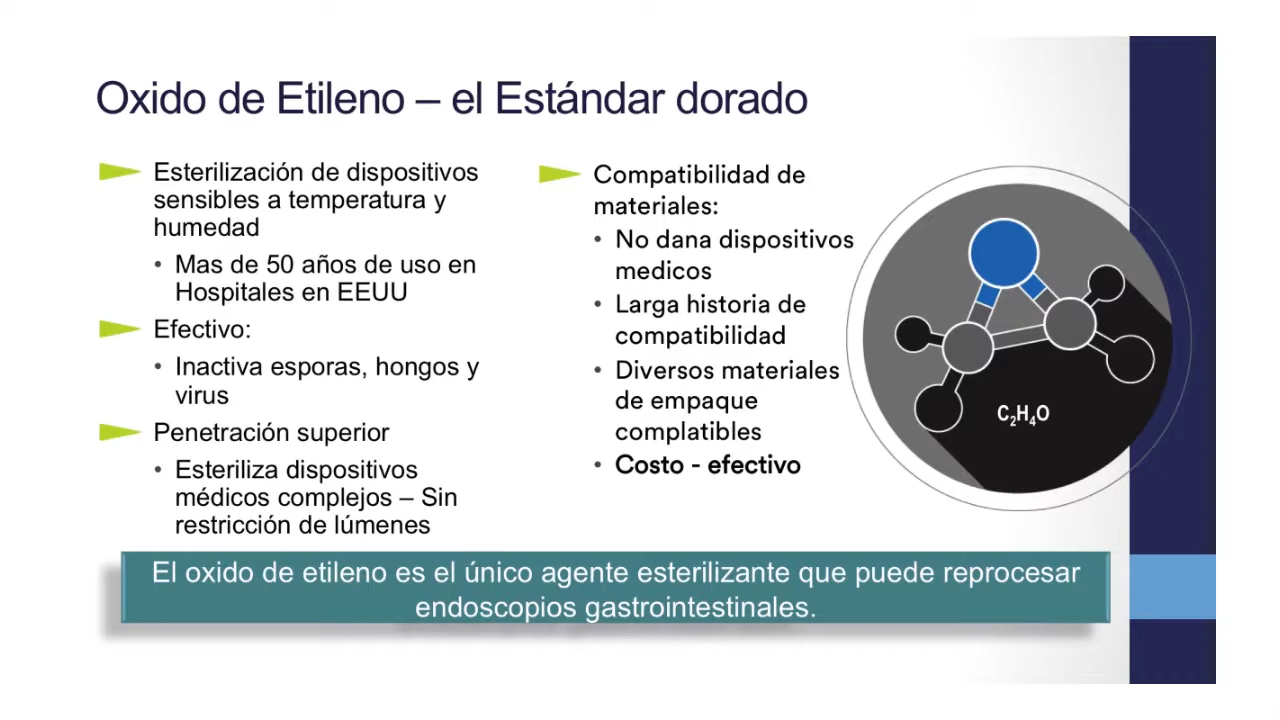 Oxido de Etileno – el Estándar dorado
Esterilización de dispositivos
sensibles a temperatura y
humedad
• Mas de 50 años de uso en
Hospitales en EEUU
Efectivo:
• Inactiva esporas, hongos y
virus
Penetración superior
• Esteriliza dispositivos
médicos complejos – Sin
restricción de lúmenes
Compatibilidad de
materiales:
• No dana dispositivos
medicos
• Larga historia de
compatibilidad
• Diversos materiales
de empaque
complatibles
• Costo - efectivo
C₂H₄O
El oxido de etileno es el único agente esterilizante que puede reprocesar
endoscopios gastrointestinales.